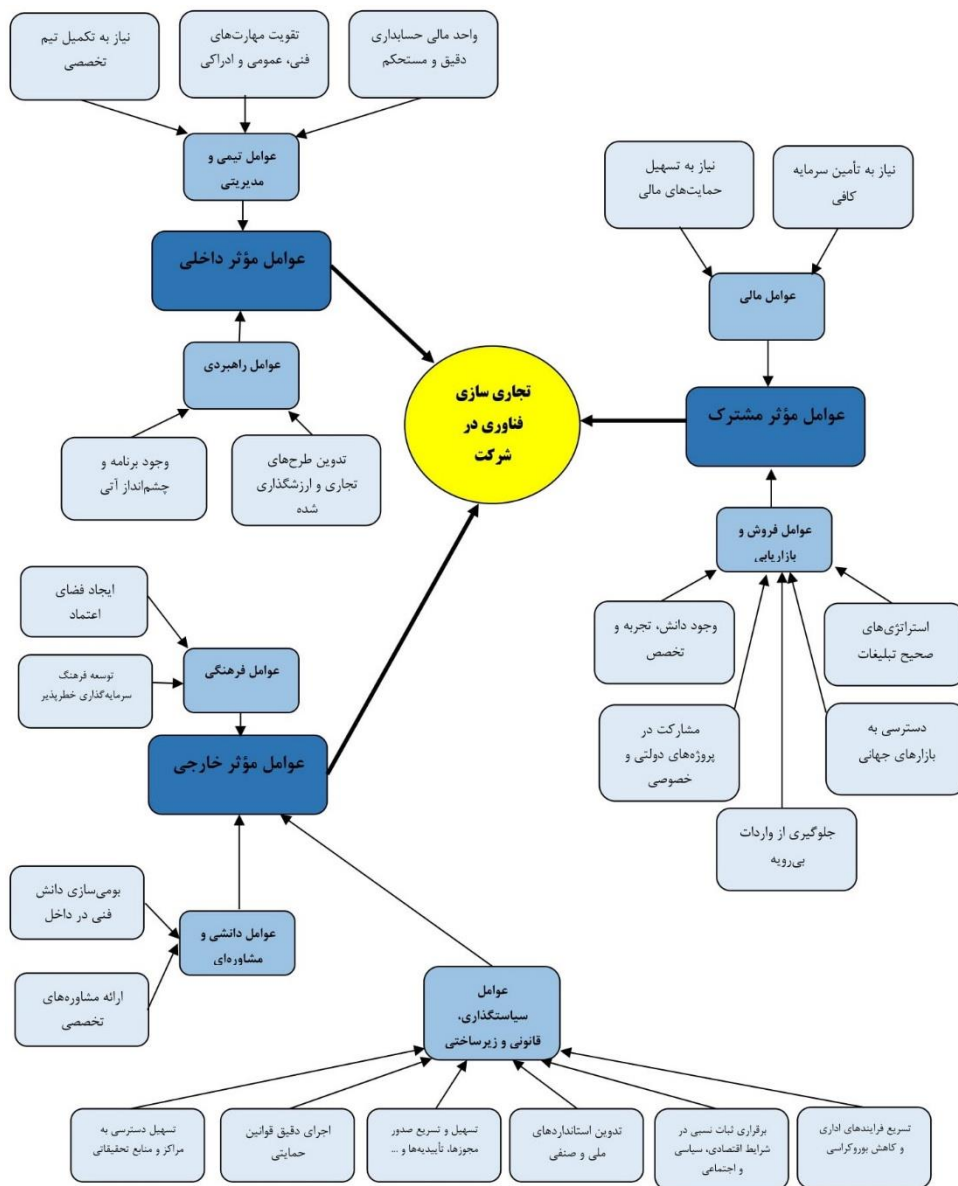 واحد مالی حسابداری
دقیق و مستحکم
تقویت مهارت‌های
فنی، عمومی و ادراکی
نیاز به تکمیل تیم
تخصصی
عوامل تیمی و
مدیریتی
عوامل مؤثر داخلی
عوامل راهبردی
تدوین طرح‌های
تجاری و ارزشگذاری
شده
وجود برنامه و
چشم‌انداز آتی
نیاز به تأمین سرمایه
کافی
نیاز به تسهیل
حمایت‌های مالی
عوامل مالی
عوامل مؤثر مشترک
تجاری سازی
فناوری در
شرکت
عوامل فروش و
بازاریابی
استراتژی‌های
صحیح تبلیغات
وجود دانش، تجربه و
تخصص
دسترسی به
بازارهای جهانی
مشارکت در
پروژه‌های دولتی و
خصوصی
جلوگیری از واردات
بی‌رویه
ایجاد فضای
اعتماد
توسعه فرهنگ
سرمایه‌گذاری خطرپذیر
عوامل فرهنگی
عوامل مؤثر خارجی
بومی‌سازی دانش
فنی در داخل
عوامل دانشی و
مشاوره‌ای
ارائه مشاوره‌های
تخصصی
عوامل
سیاستگذاری،
قانونی و زیرساختی
تسریع فرایندهای اداری
و کاهش بوروکراسی
برقراری ثبات نسبی در
شرایط اقتصادی، سیاسی
و اجتماعی
تدوین استانداردهای
ملی و صنفی
تسهیل و تسریع صدور
مجوزها، تأییدیه‌ها و ...
اجرای دقیق قوانین
حمایتی
تسهیل دسترسی به
مراکز و منابع تحقیقاتی